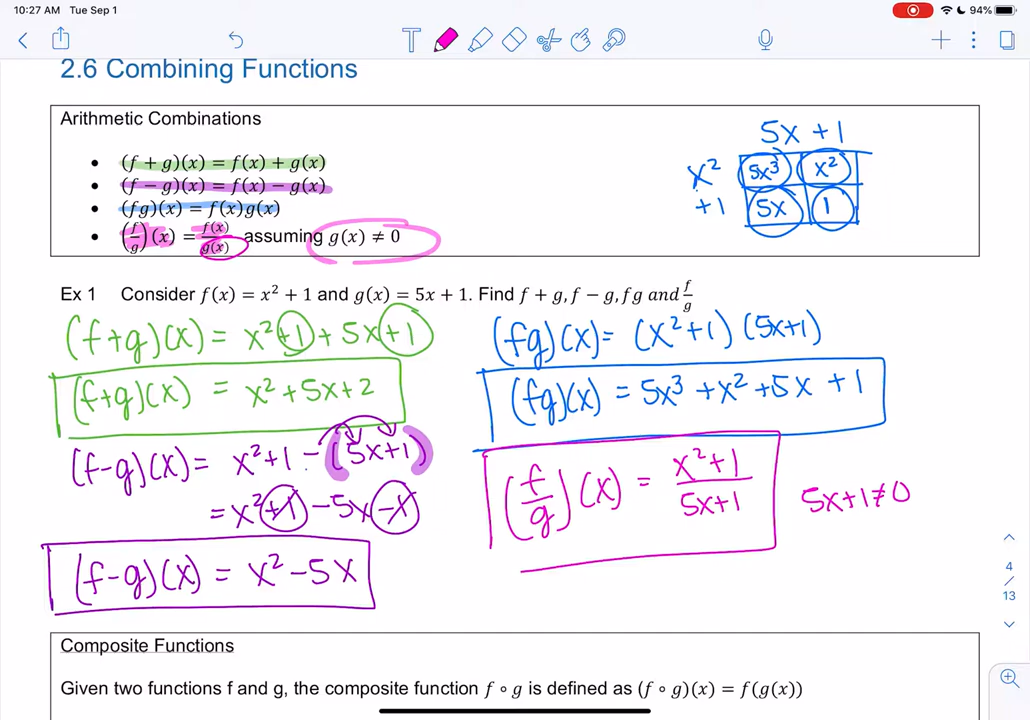 10:27 AM Tue Sep 1
94%
2.6 Combining Functions
Arithmetic Combinations
• (f + g)(x) = f(x) + g(x)
• (f − g)(x) = f(x) − g(x)
• (fg)(x) = f(x)g(x)
• (f/g)(x) = f(x)/g(x) assuming g(x) ≠ 0
5x +1
x² 5x³ x²
+1 5x 1
Ex 1 Consider f(x) = x² + 1 and g(x) = 5x + 1. Find f + g, f − g, fg and f/g
(f+g)(x) = x²+1+5x+1
(f+g)(x) = x²+5x+2
(f-g)(x) = x²+1-(5x+1)
= x²+1-5x-1
(f-g)(x) = x²-5x
(fg)(x) = (x²+1)(5x+1)
(fg)(x) = 5x³+x²+5x+1
(f/g)(x) = x²+1/5x+1 5x+1≠0
4
/
13
Composite Functions
Given two functions f and g, the composite function f ∘ g is defined as (f ∘ g)(x) = f(g(x))